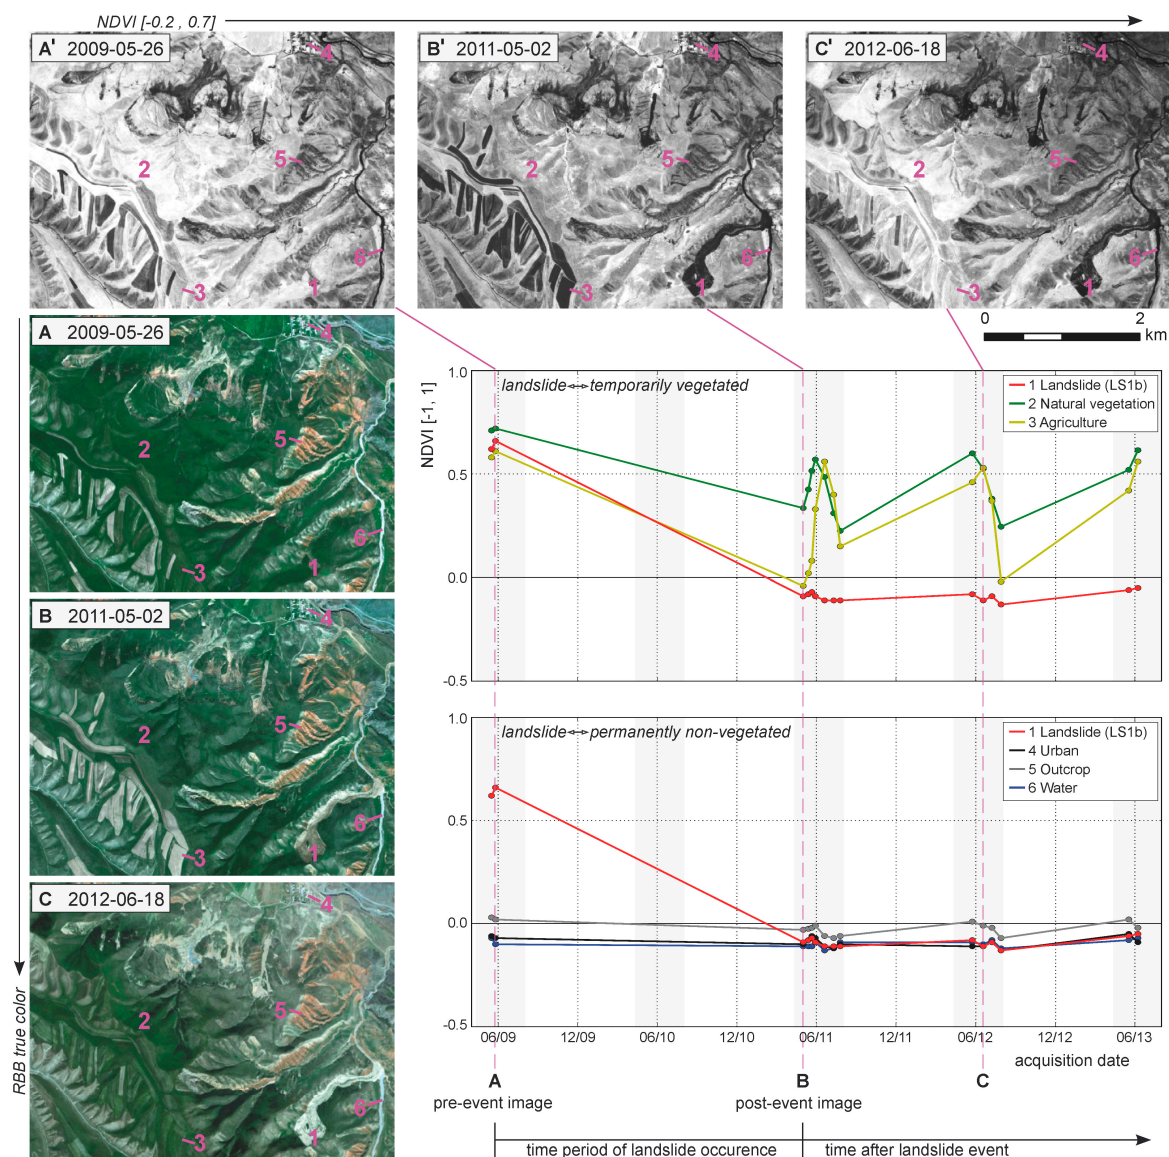 NDVI [-0.2 , 0.7]
A' 2009-05-26
B' 2011-05-02
C' 2012-06-18
4
4
4
2
5
2
5
2
5
6
6
6
3
1
3
1
3
1
A 2009-05-26
4
2
5
6
3
1
B 2011-05-02
4
2
5
6
3
1
C 2012-06-18
4
2
5
6
3
1
RBB true color
0 2
km
NDVI [-1, 1]
1.0
0.5
0.0
-0.5
landslide⇔temporarily vegetated
1 Landslide (LS1b)
2 Natural vegetation
3 Agriculture
1.0
0.5
0.0
-0.5
landslide⇔permanently non-vegetated
1 Landslide (LS1b)
4 Urban
5 Outcrop
6 Water
06/09 12/09 06/10 12/10 06/11 12/11 06/12 12/12 06/13
acquisition date
A B C
pre-event image post-event image
time period of landslide occurence time after landslide event